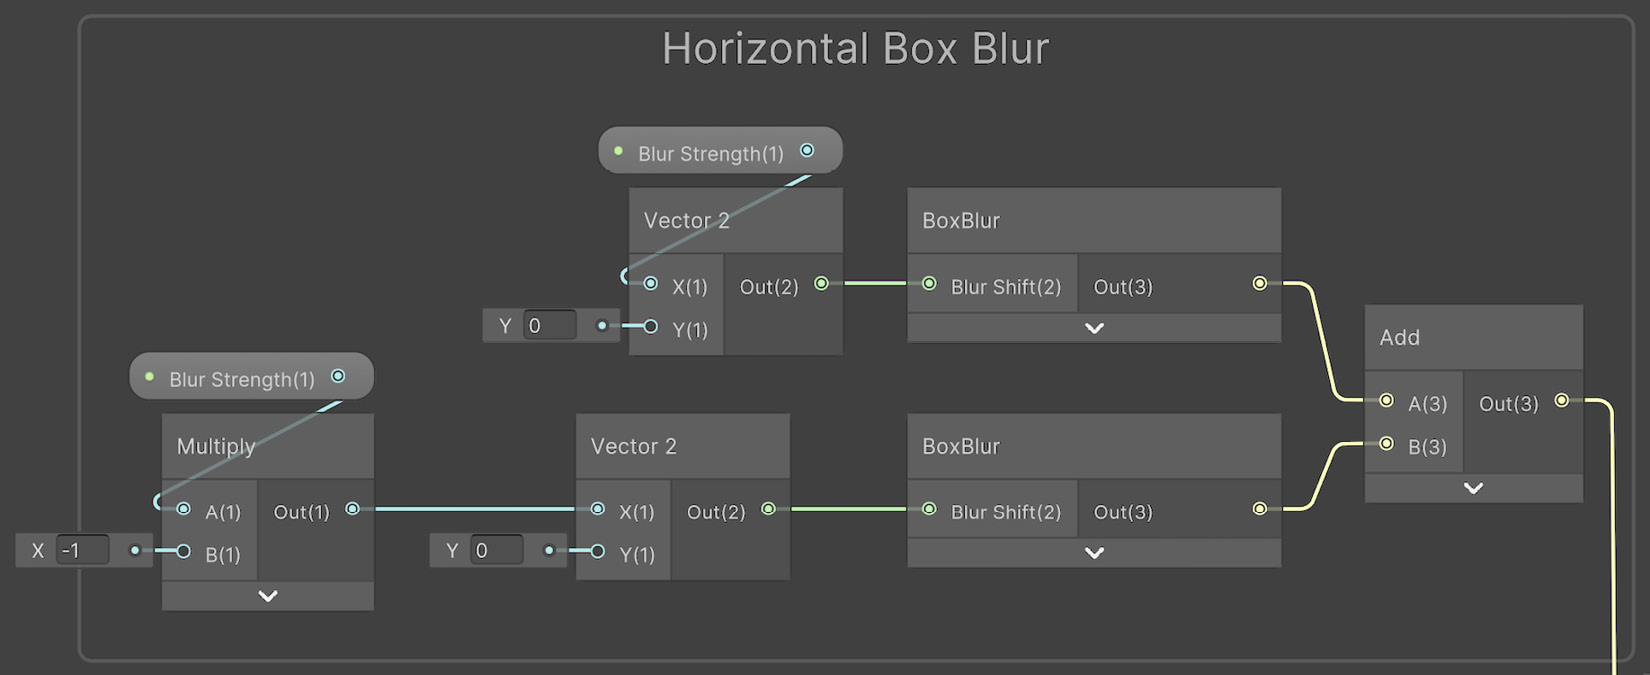 Horizontal Box Blur
Blur Strength(1)
Vector 2
X(1)
Out(2)
Y 0
Y(1)
BoxBlur
Blur Shift(2)
Out(3)
Blur Strength(1)
Multiply
A(1)
Out(1)
X -1
B(1)
Vector 2
X(1)
Out(2)
Y 0
Y(1)
BoxBlur
Blur Shift(2)
Out(3)
Add
A(3)
Out(3)
B(3)